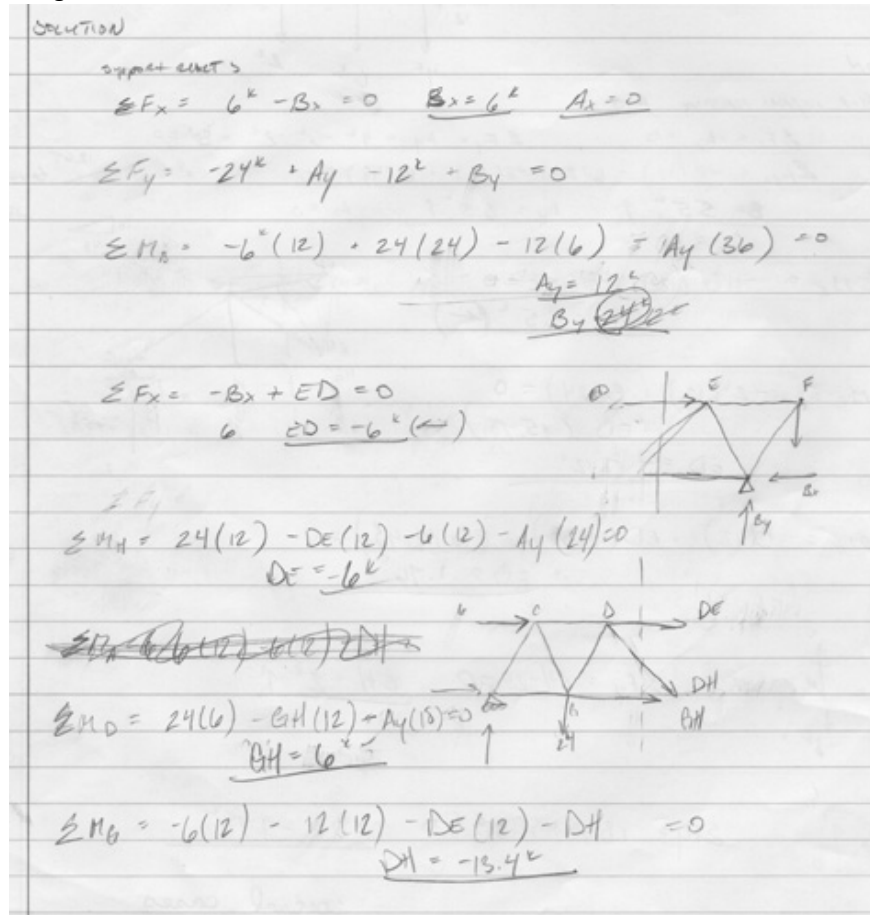 SOLUTION
support react s
ΣFx = 6ᵏ - Bx = 0 Bx = 6ᵏ Ax = 0
ΣFy = -24ᵏ + Ay - 12ᵏ + By = 0
ΣMB = -6ᵏ(12) + 24(24) - 12(6) - Ay(36) = 0
Ay = 12ᵏ
By 24ᵏ
ΣFx = -Bx + ED = 0
6 ED = -6ᵏ (↔)
ED E F
Bx
By
ΣFy
ΣMH = 24(12) - DE(12) - 6(12) - Ay(24) = 0
DE = -6ᵏ
6 C D DE
DH
GH
G
24
ΣMD = 24(6) - GH(12) - Ay(18) = 0
GH = 6ᵏ
ΣMG = -6(12) - 12(12) - DE(12) - DH = 0
DH = -13.4ᵏ